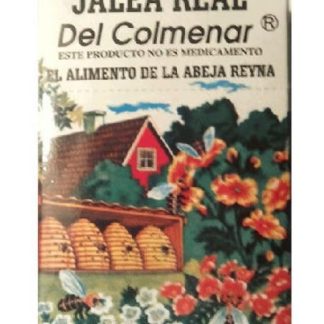 JALEA REAL
Del Colmenar ®
ESTE PRODUCTO NO ES MEDICAMENTO
EL ALIMENTO DE LA ABEJA REYNA